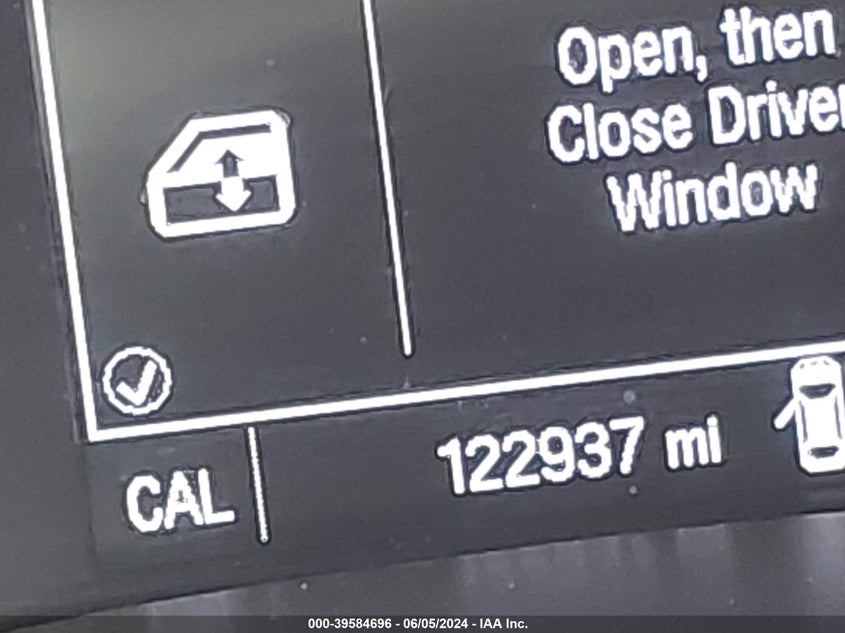 Open, then
Close Driver
Window
CAL
122937 mi
000-39584696 - 06/05/2024 - IAA Inc.